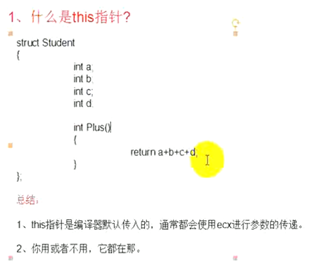 1、什么是this指针?
struct Student
{
int a;
int b;
int c;
int d;
int Plus()
{
return a+b+c+d;
}
};
总结:
1、this指针是编译器默认传入的，通常都会使用ecx进行参数的传递。
2、你用或者不用，它都在那。